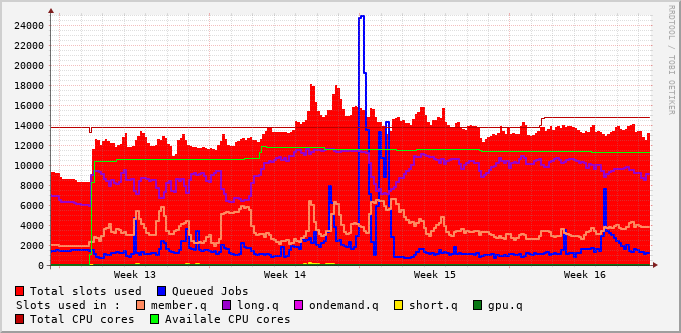 RRDTOOL / TOBI OETIKER
24000
22000
20000
18000
16000
14000
12000
10000
8000
6000
4000
2000
0
Week 13 Week 14 Week 15 Week 16
Total slots used Queued Jobs
Slots used in : member.q long.q ondemand.q short.q gpu.q
Total CPU cores Availale CPU cores